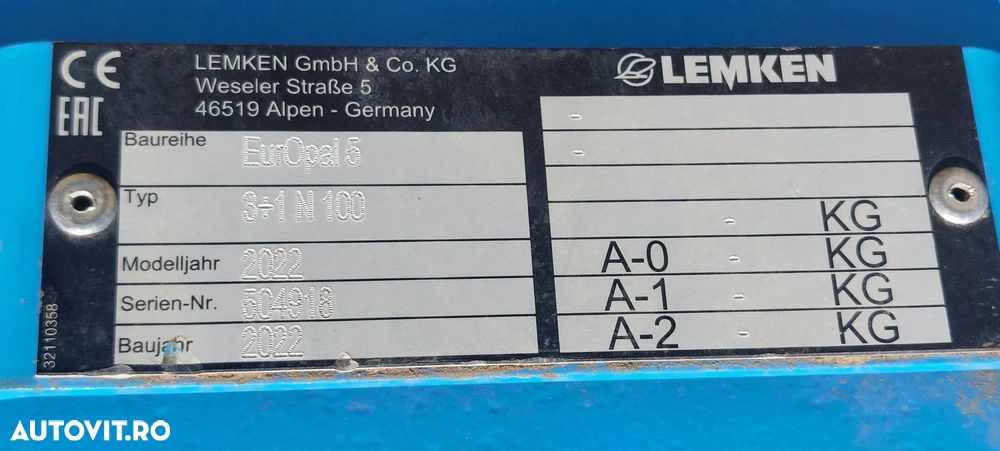 CE
EAC
LEMKEN GmbH & Co. KG
Weseler Straße 5
46519 Alpen - Germany
Baureihe EurOpal 5
Typ 3÷1 N 100
Modelljahr 2022
Serien-Nr. 504918
Baujahr 2022
32110358
LEMKEN
-
-
- KG
A-0 - KG
A-1 - KG
A-2 - KG
AUTOVIT.RO